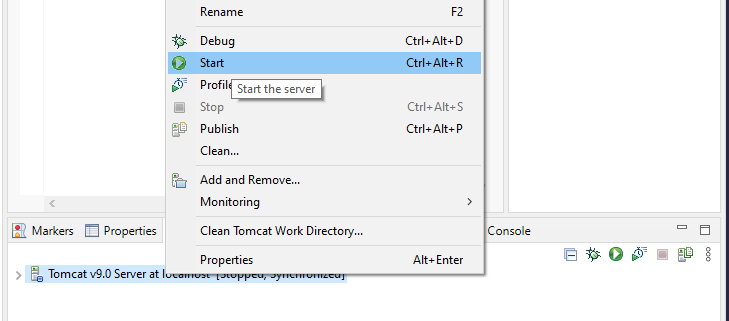 Rename F2
Debug Ctrl+Alt+D
Start Ctrl+Alt+R
Profile
Start the server
Stop Ctrl+Alt+S
Publish Ctrl+Alt+P
Clean...
Add and Remove...
Monitoring
Clean Tomcat Work Directory...
Markers Properties Console
Properties Alt+Enter
Tomcat v9.0 Server at localhost [Stopped, Synchronized]